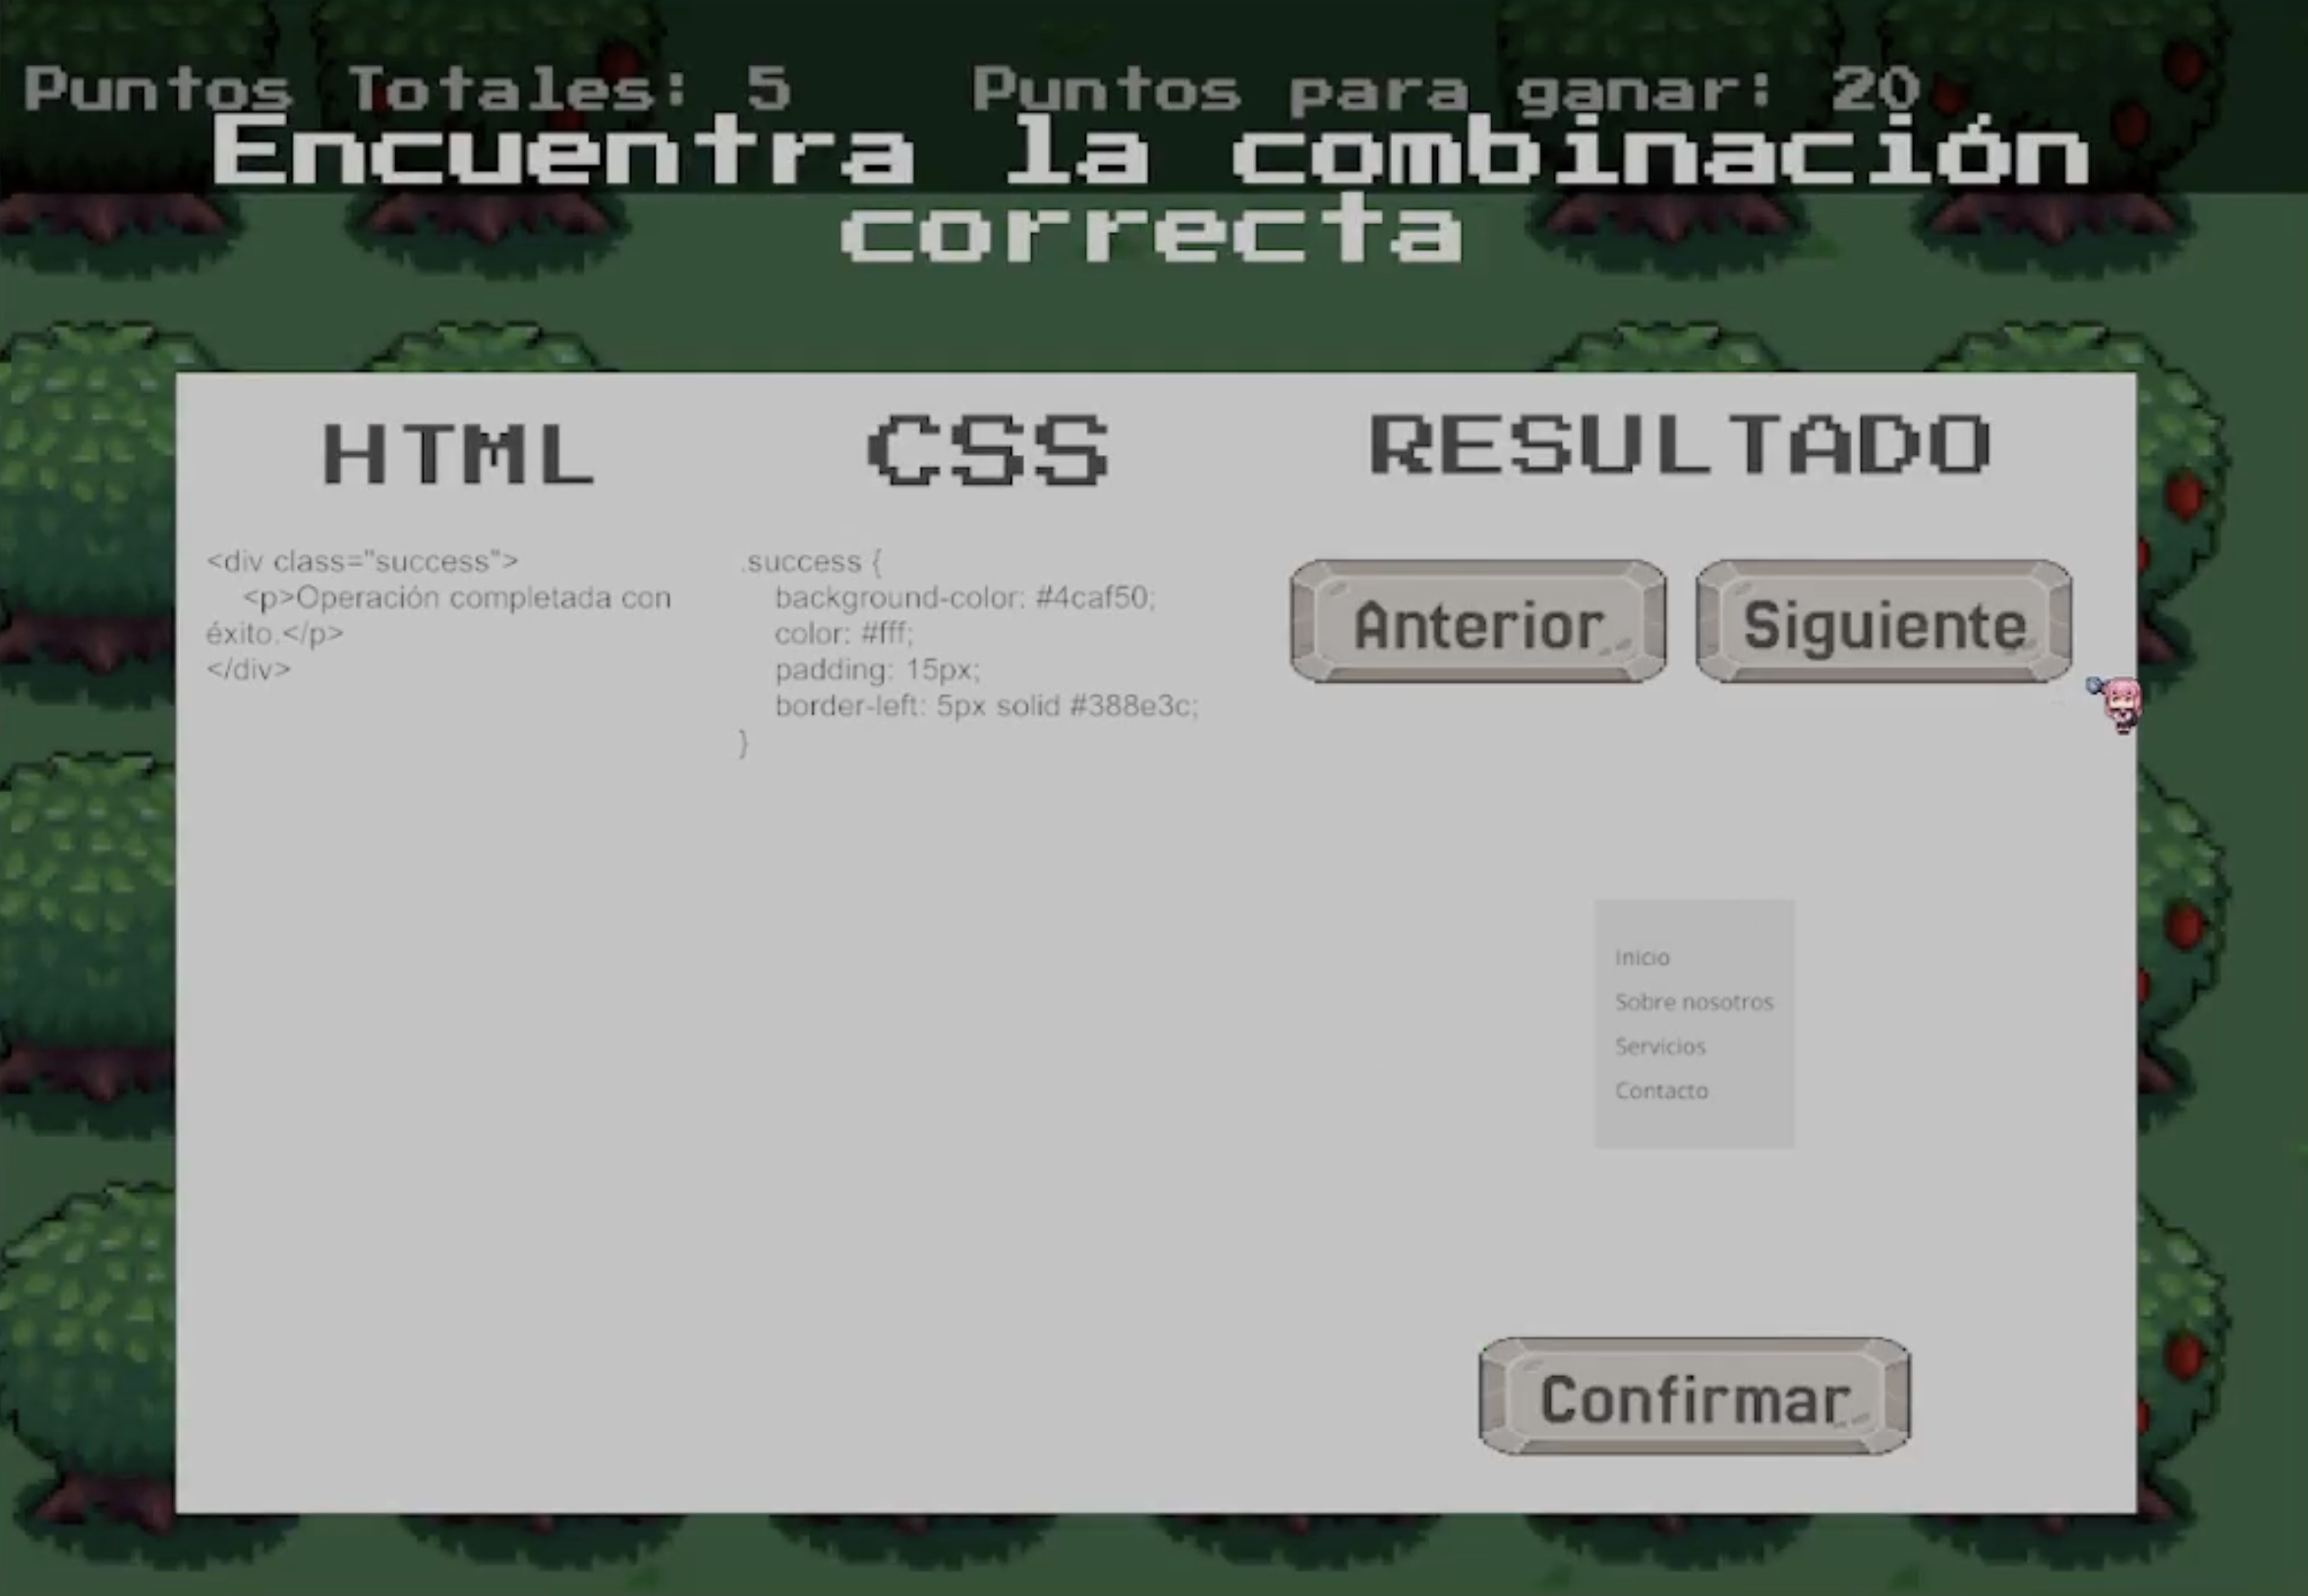 Puntos Totales: 5 Puntos para ganar: 20
Encuentra la combinación
correcta
HTML
<div class="success">
<p>Operación completada con
éxito.</p>
</div>
CSS
.success {
background-color: #4caf50;
color: #fff;
padding: 15px;
border-left: 5px solid #388e3c;
}
RESULTADO
Anterior Siguiente
Inicio
Sobre nosotros
Servicios
Contacto
Confirmar